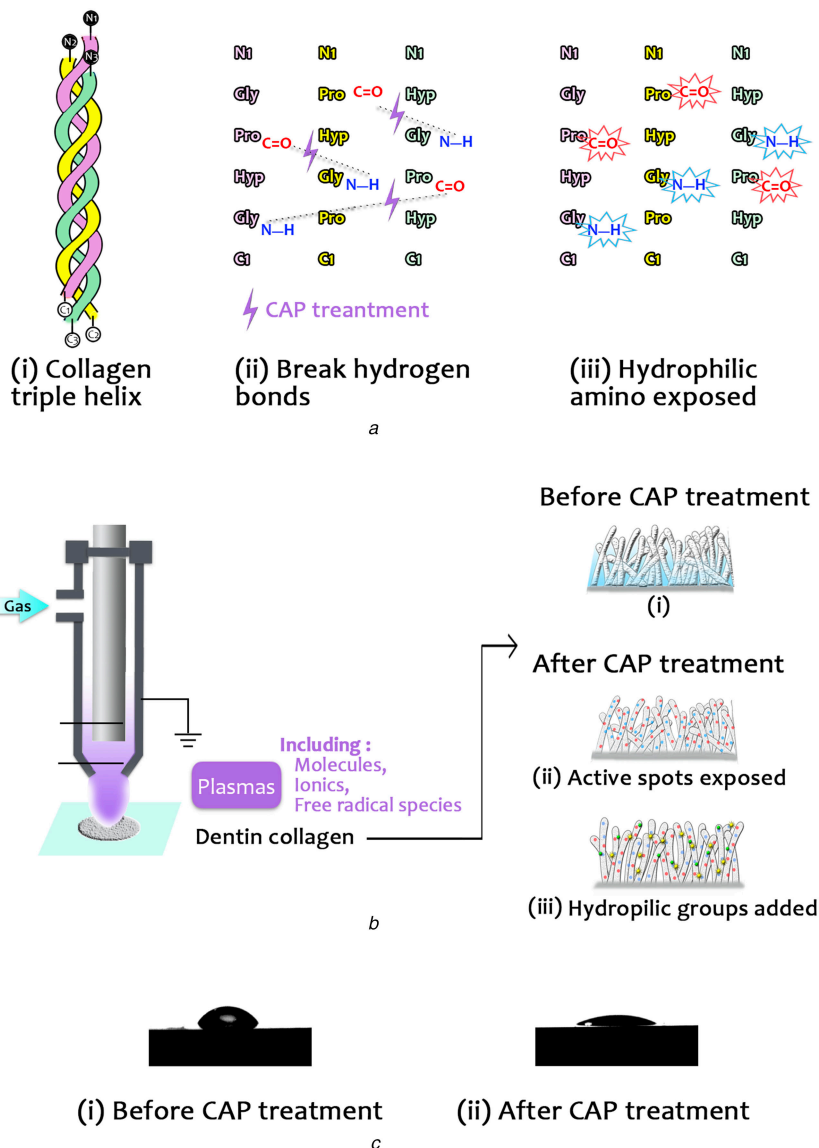 N1
N2
N3
C1
C2
C3
N1 N1 N1
Gly Pro C=O Hyp
Pro C=O Hyp Gly N—H
Hyp Gly N—H Pro C=O
Gly N—H Pro Hyp
C1 C1 C1
CAP treantment
N1 N1 N1
Gly Pro C=O Hyp
Pro C=O Hyp Gly N—H
Hyp Gly N—H Pro C=O
Gly N—H Pro Hyp
C1 C1 C1
(i) Collagen
triple helix
(ii) Break hydrogen
bonds
(iii) Hydrophilic
amino exposed
a
Gas
Plasmas
Including :
Molecules,
Ionics,
Free radical species
Dentin collagen
Before CAP treatment
(i)
After CAP treatment
(ii) Active spots exposed
(iii) Hydropilic groups added
b
(i) Before CAP treatment
(ii) After CAP treatment
c